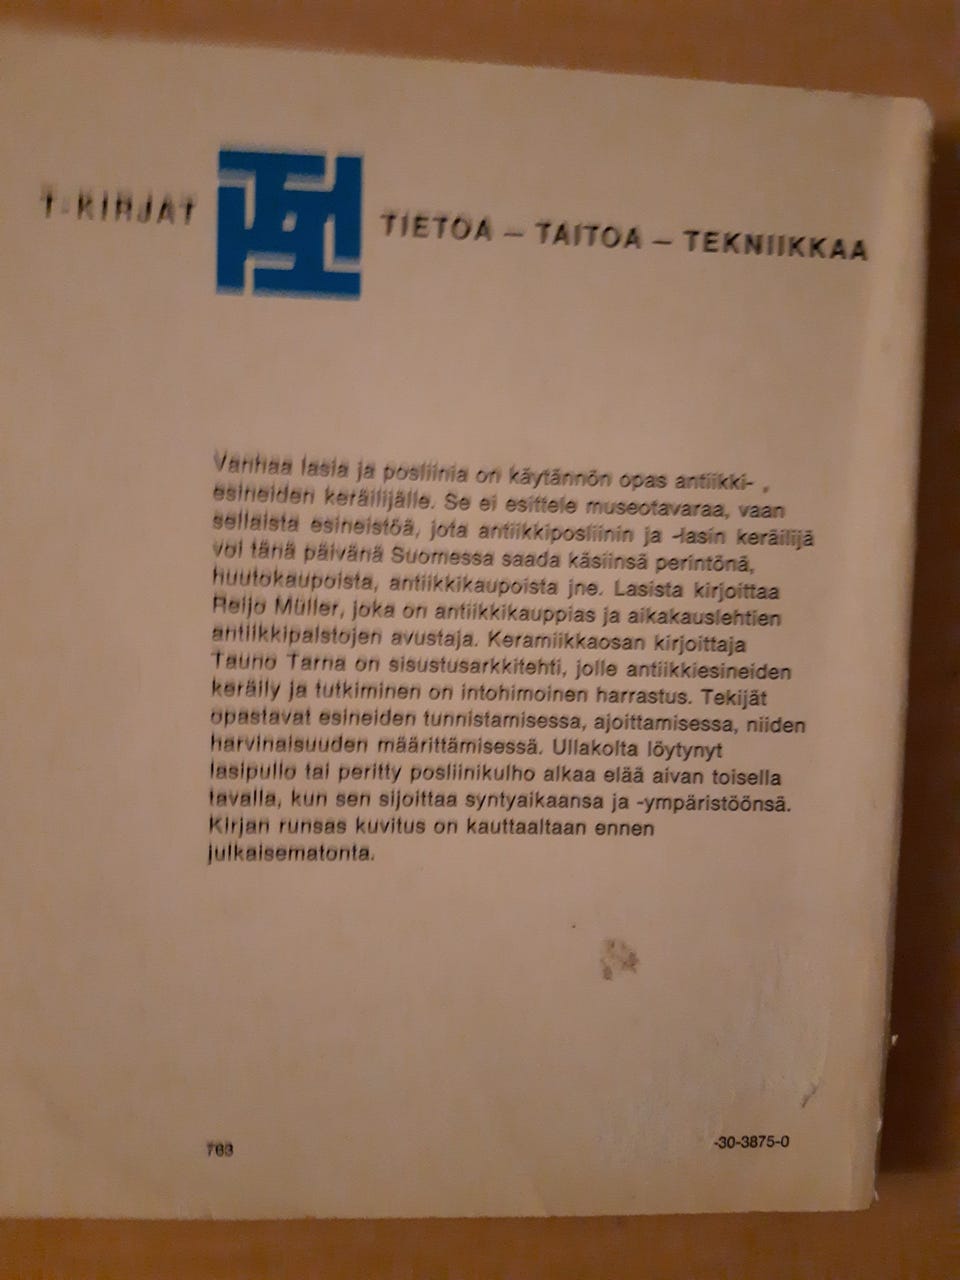 T-KIRJAT
TIETOA – TAITOA – TEKNIIKKAA
Vanhaa lasia ja posliinia on käytännön opas antiikki-
esineiden keräilijälle. Se ei esittele museotavaraa, vaan
sellaista esineistöä, jota antiikkiposliinin ja -lasin keräilijä
voi tänä päivänä Suomessa saada käsiinsä perintönä,
huutokaupoista, antiikkikaupoista jne. Lasista kirjoittaa
Reijo Müller, joka on antiikkikauppias ja aikakauslehtien
antiikkipalstojen avustaja. Keramiikkaosan kirjoittaja
Tauno Tarna on sisustusarkkitehti, jolle antiikkiesineiden
keräily ja tutkiminen on intohimoinen harrastus. Tekijät
opastavat esineiden tunnistamisessa, ajoittamisessa, niiden
harvinaisuuden määrittämisessä. Ullakolta löytynyt
lasipullo tai peritty posliinikulho alkaa elää aivan toisella
tavalla, kun sen sijoittaa syntyaikaansa ja -ympäristöönsä.
Kirjan runsas kuvitus on kauttaaltaan ennen
julkaisematonta.
-30-3875-0